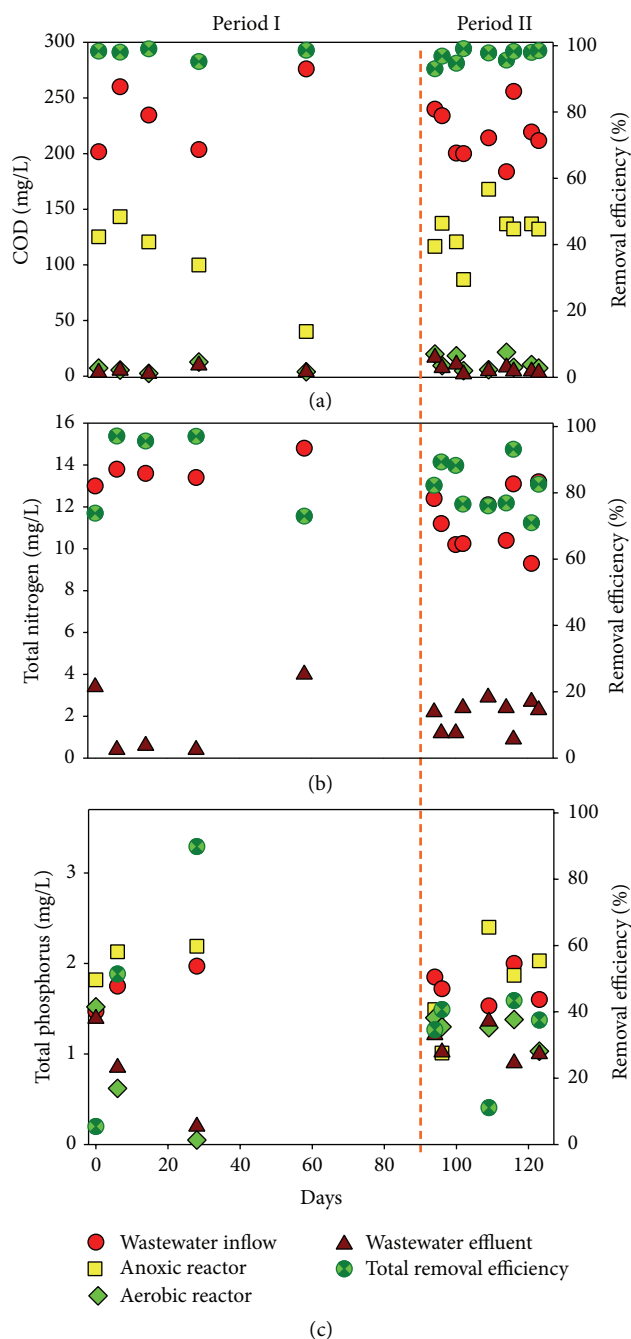 Period I Period II
300
250
200
150
100
50
0
COD (mg/L)
100
80
60
40
20
0
Removal efficiency (%)
(a)
16
14
12
10
8
6
4
2
0
Total nitrogen (mg/L)
100
80
60
40
20
0
Removal efficiency (%)
(b)
3
2
1
0
Total phosphorus (mg/L)
100
80
60
40
20
0
Removal efficiency (%)
0 20 40 60 80 100 120
Days
Wastewater inflow
Anoxic reactor
Aerobic reactor
Wastewater effluent
Total removal efficiency
(c)